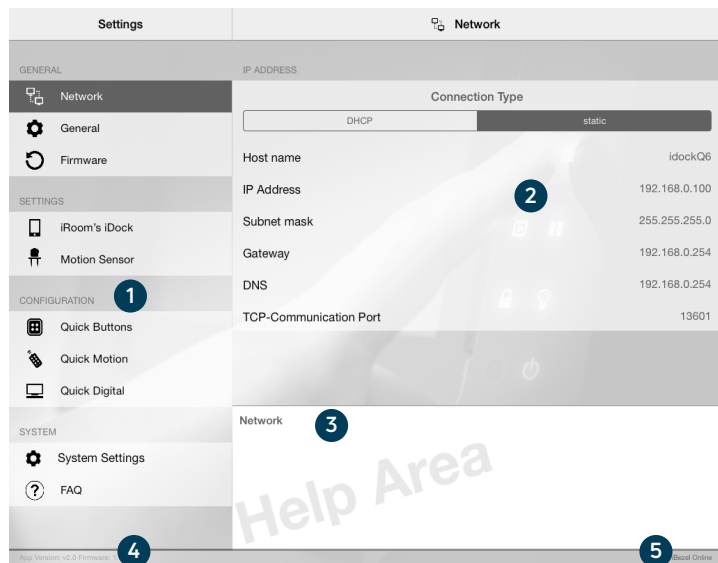 Settings
Network
GENERAL
Network
General
Firmware
SETTINGS
iRoom's iDock
Motion Sensor
CONFIGURATION
1
Quick Buttons
Quick Motion
Quick Digital
SYSTEM
System Settings
? FAQ
App Version: v2.0 Firmware:
4
IP ADDRESS
Connection Type
DHCP static
Host name idockQ6
IP Address 192.168.0.100
2
Subnet mask 255.255.255.0
Gateway 192.168.0.254
DNS 192.168.0.254
TCP-Communication Port 13601
Network
3
Help Area
5
Bezel Online